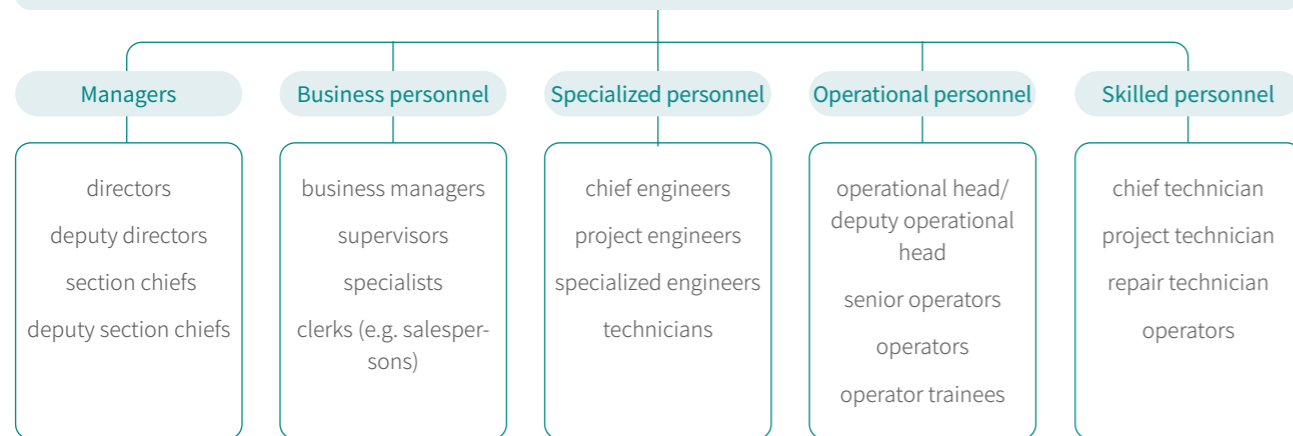 Managers
directors
deputy directors
section chiefs
deputy section chiefs
Business personnel
business managers
supervisors
specialists
clerks (e.g. salesper-
sons)
Specialized personnel
chief engineers
project engineers
specialized engineers
technicians
Operational personnel
operational head/
deputy operational
head
senior operators
operators
operator trainees
Skilled personnel
chief technician
project technician
repair technician
operators